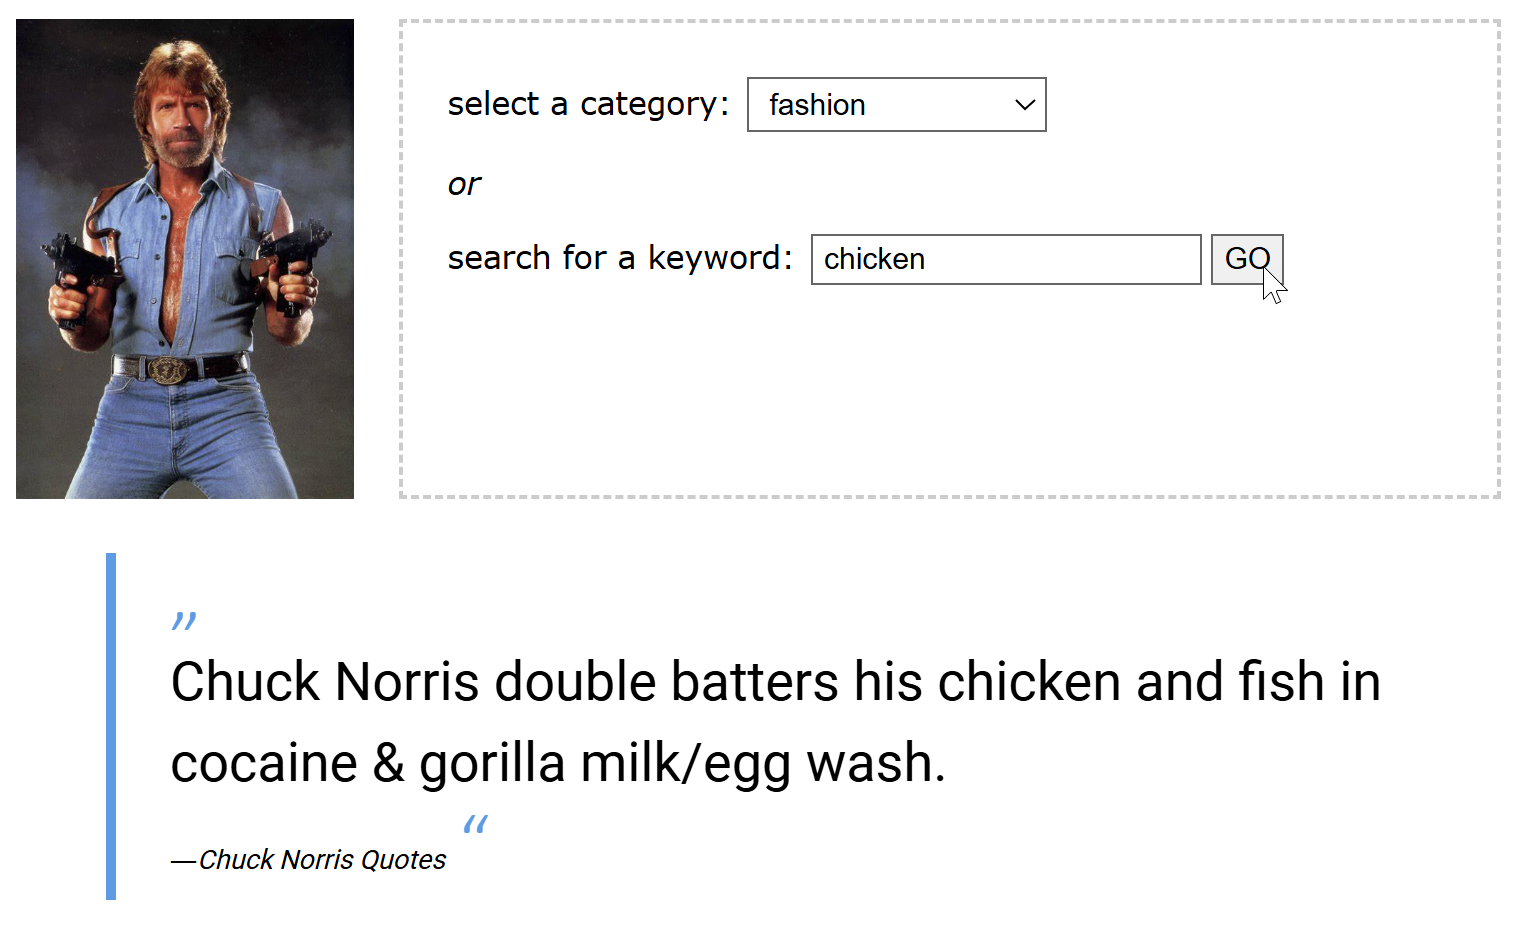 select a category: fashion
or
search for a keyword: chicken GO
”
Chuck Norris double batters his chicken and fish in
cocaine & gorilla milk/egg wash.
—Chuck Norris Quotes “